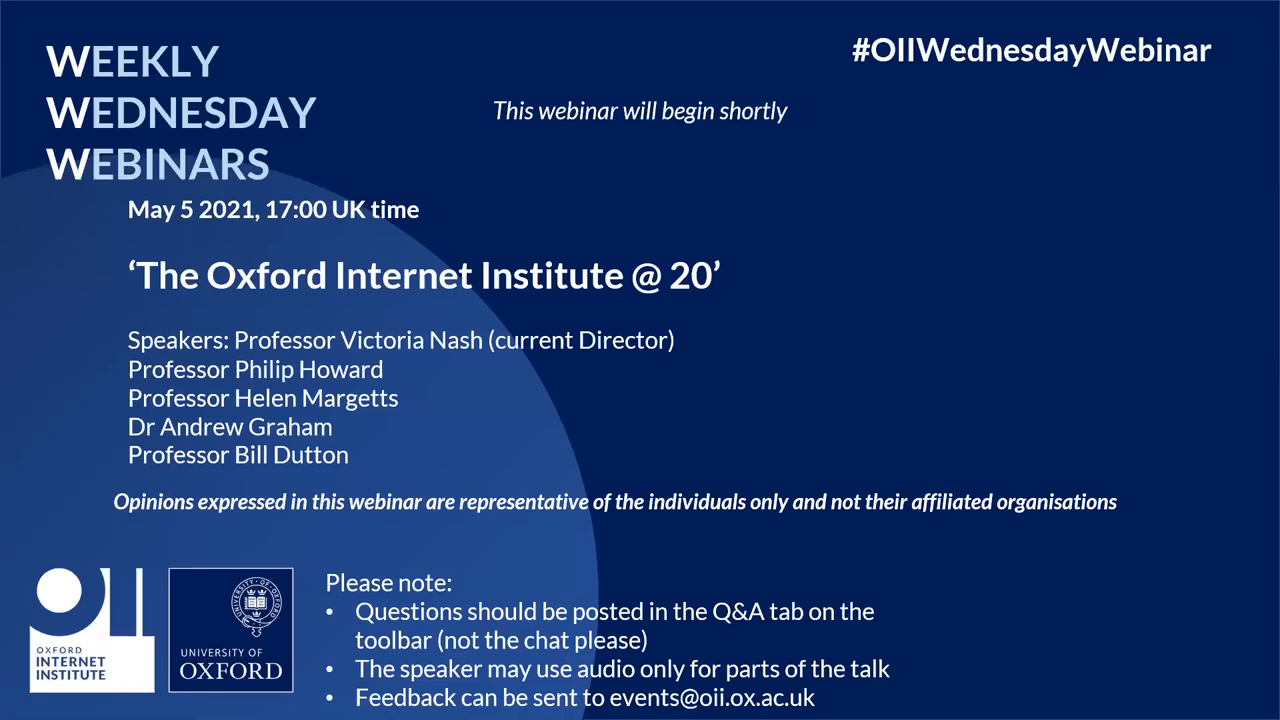 WEEKLY
WEDNESDAY
WEBINARS
#OIIWednesdayWebinar
This webinar will begin shortly
May 5 2021, 17:00 UK time
‘The Oxford Internet Institute @ 20’
Speakers: Professor Victoria Nash (current Director)
Professor Philip Howard
Professor Helen Margetts
Dr Andrew Graham
Professor Bill Dutton
Opinions expressed in this webinar are representative of the individuals only and not their affiliated organisations
oii
OXFORD
INTERNET
INSTITUTE
UNIVERSITY OF
OXFORD
Please note:
• Questions should be posted in the Q&A tab on the
toolbar (not the chat please)
• The speaker may use audio only for parts of the talk
• Feedback can be sent to events@oii.ox.ac.uk